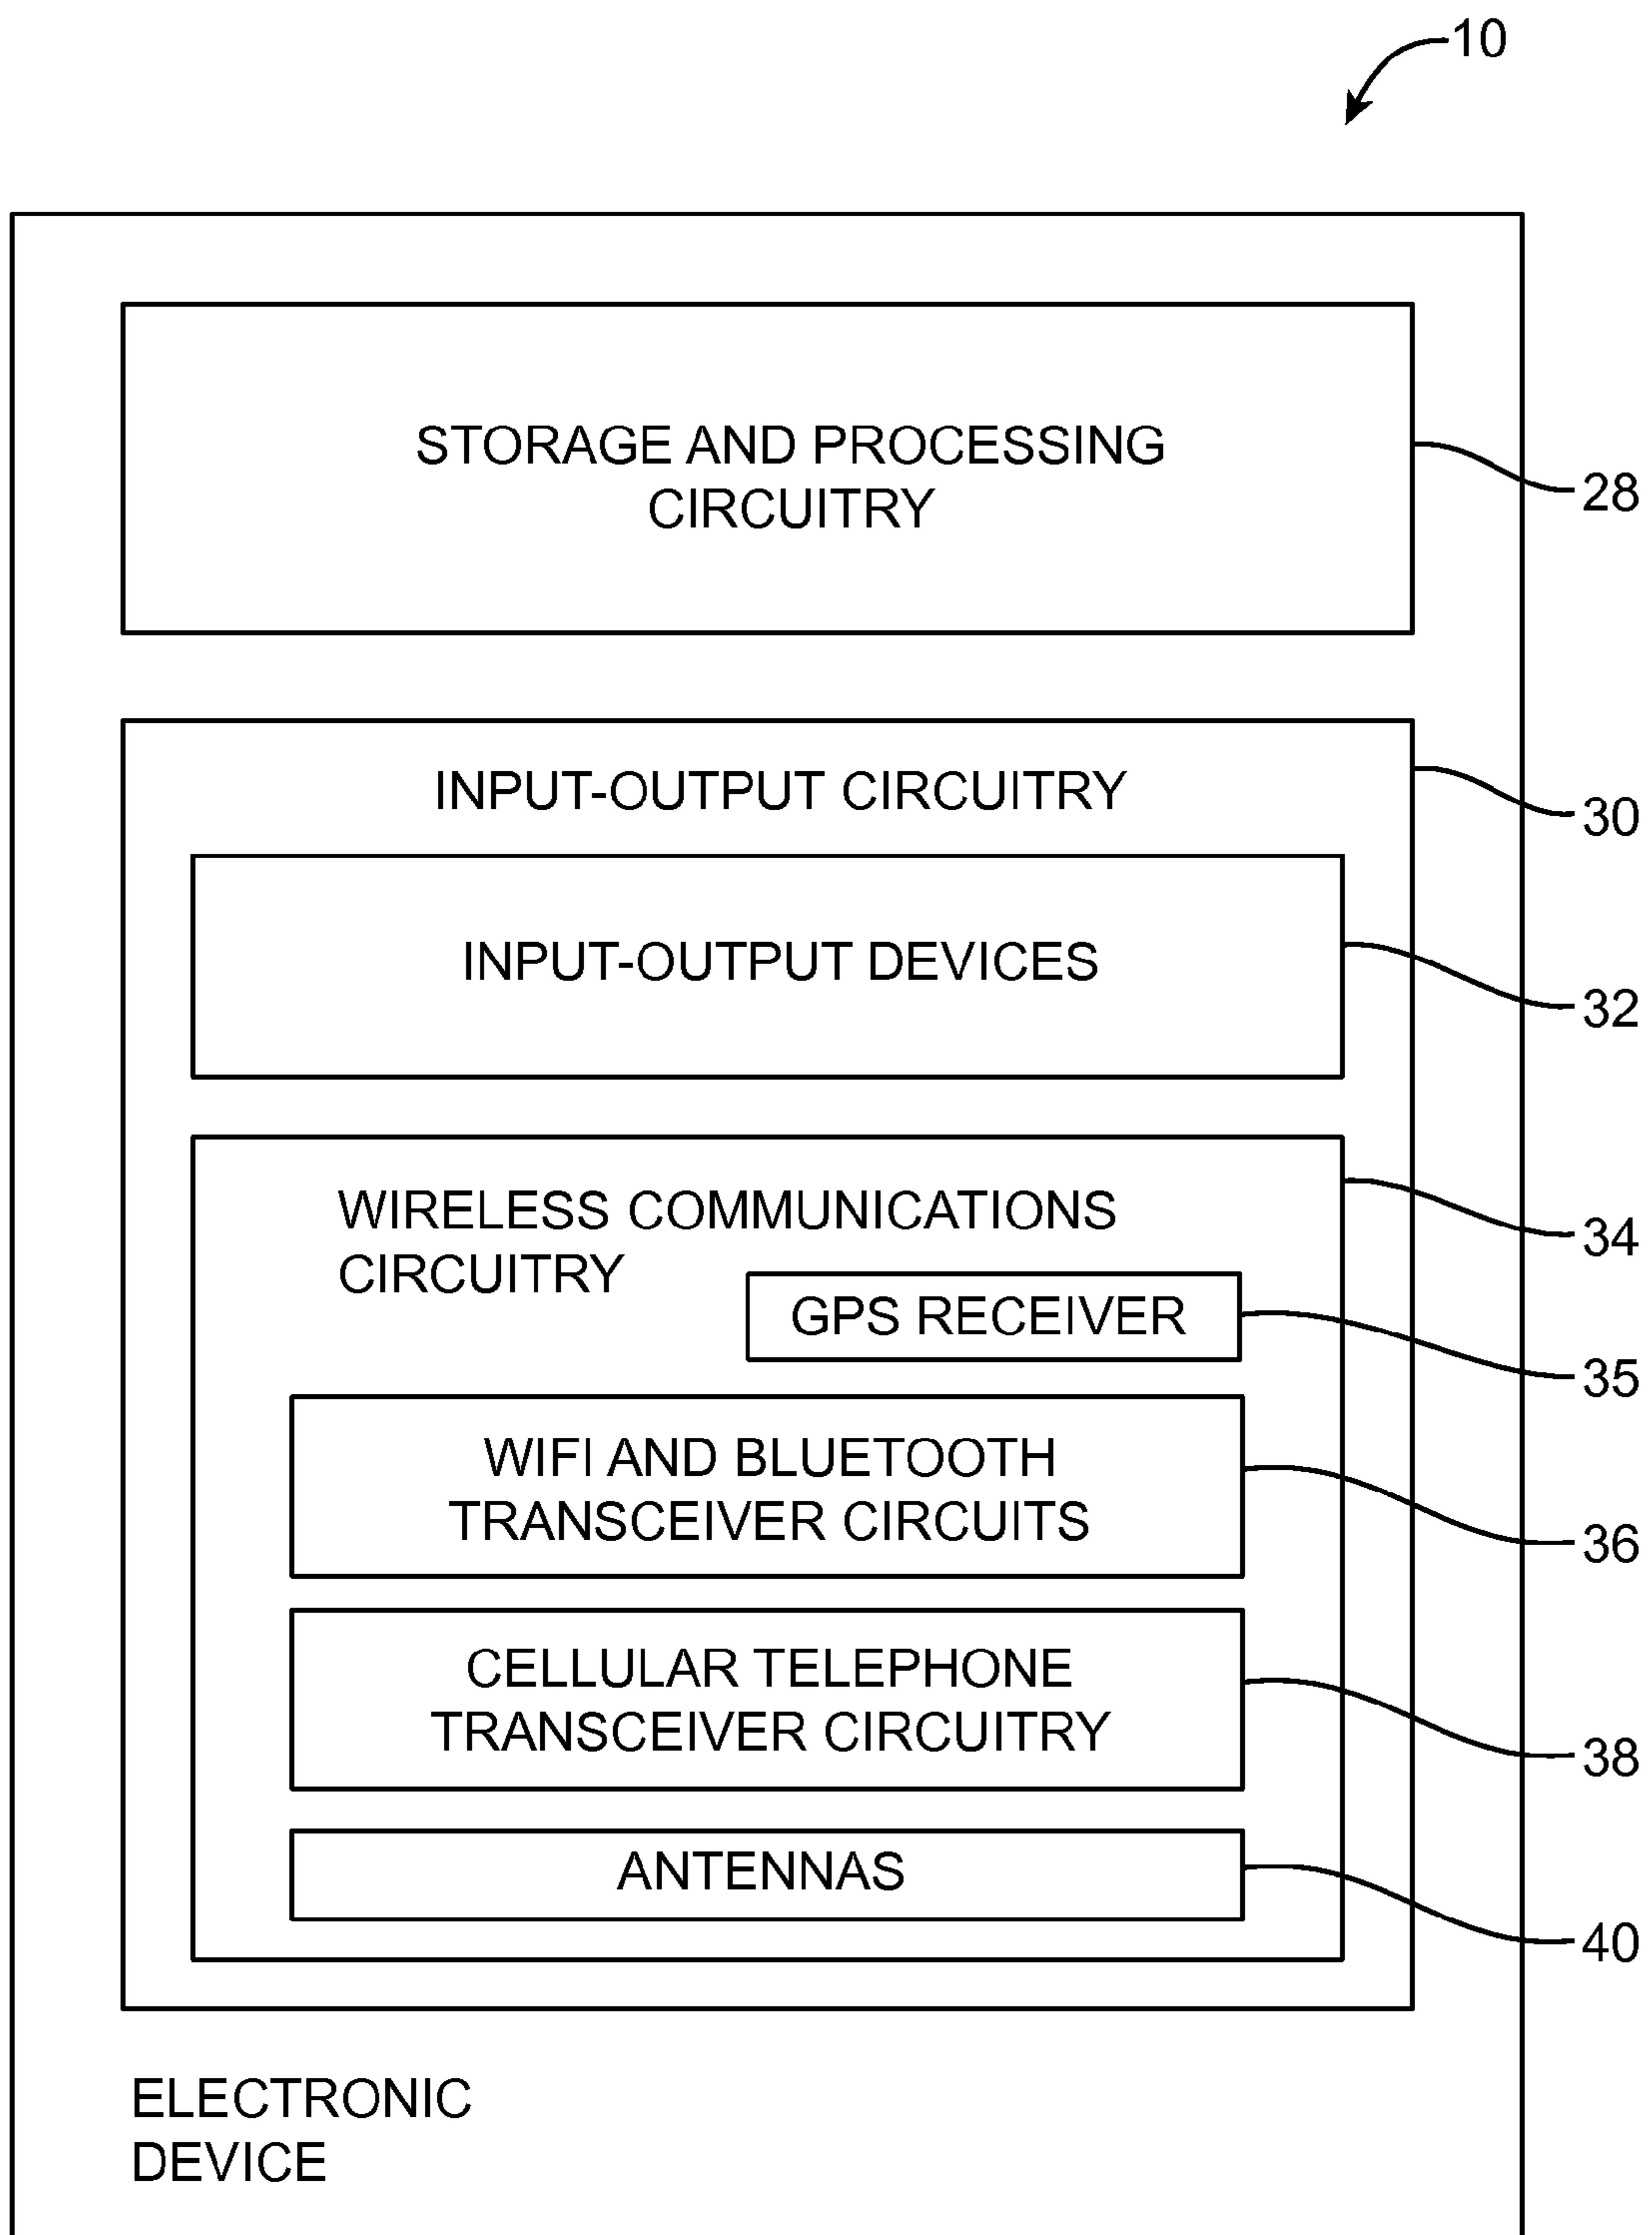 10
STORAGE AND PROCESSING
CIRCUITRY
28
INPUT-OUTPUT CIRCUITRY
30
INPUT-OUTPUT DEVICES
32
WIRELESS COMMUNICATIONS
CIRCUITRY
34
GPS RECEIVER
35
WIFI AND BLUETOOTH
TRANSCEIVER CIRCUITS
36
CELLULAR TELEPHONE
TRANSCEIVER CIRCUITRY
38
ANTENNAS
40
ELECTRONIC
DEVICE